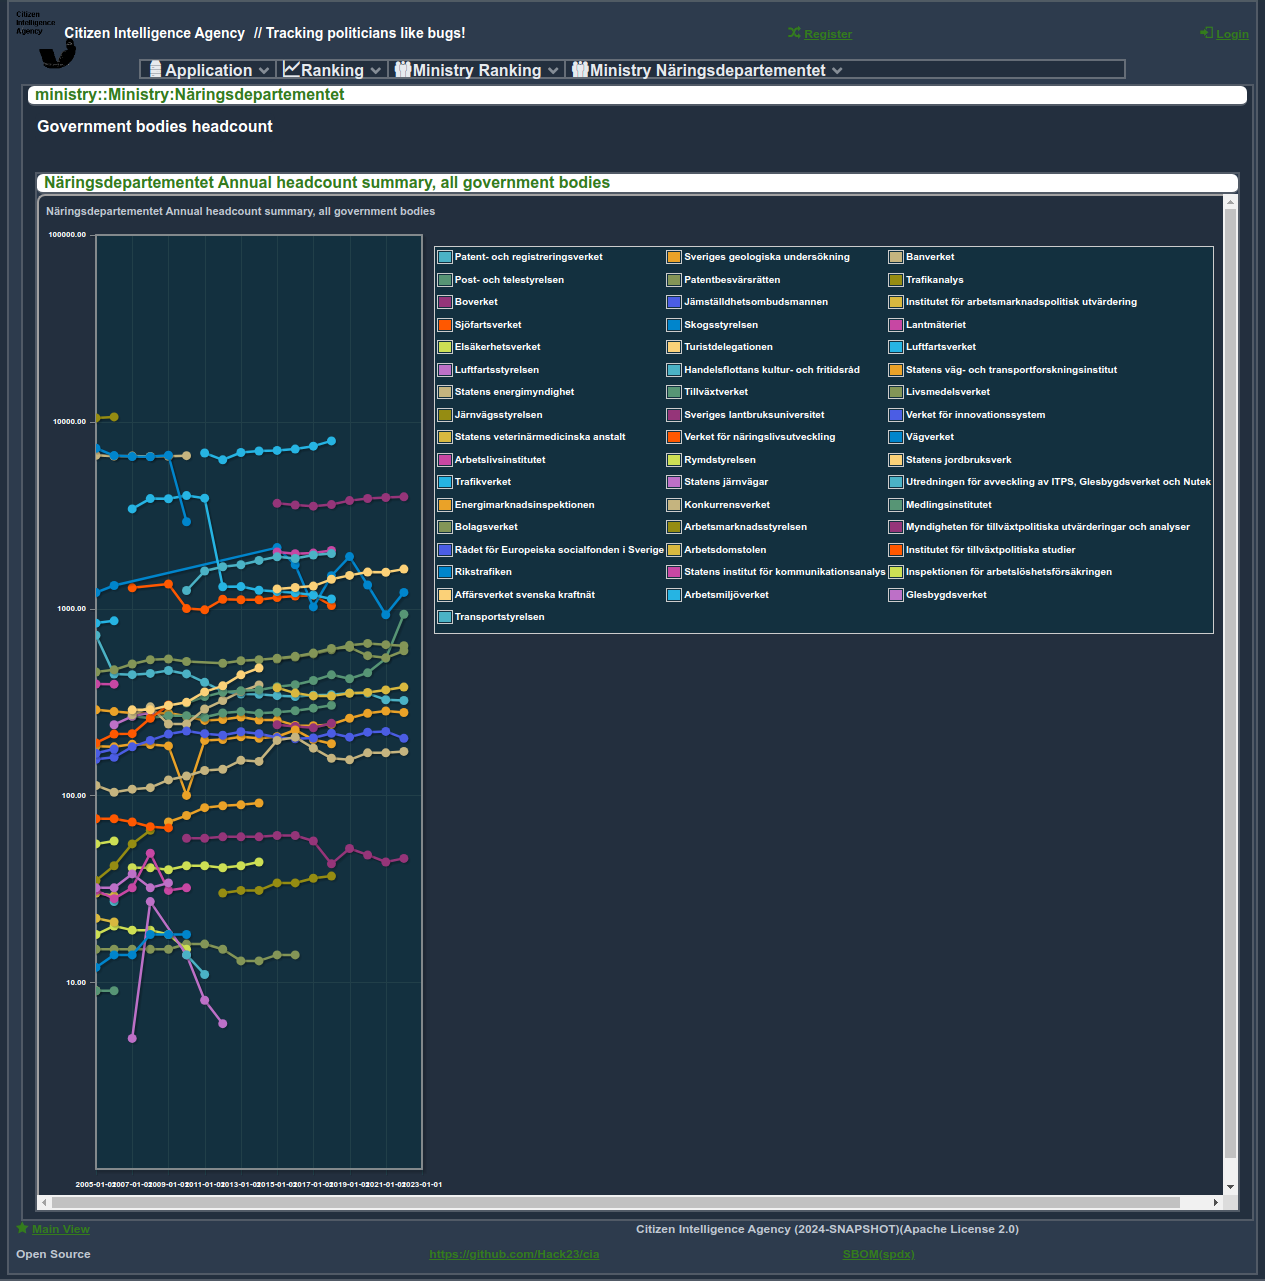 Citizen
Intelligence
Agency
Citizen Intelligence Agency // Tracking politicians like bugs!
Register
Login
Application
Ranking
Ministry Ranking
Ministry Näringsdepartementet
ministry::Ministry:Näringsdepartementet
Government bodies headcount
Näringsdepartementet Annual headcount summary, all government bodies
Näringsdepartementet Annual headcount summary, all government bodies
100000.00
10000.00
1000.00
100.00
10.00
2005-01-01
2007-01-01
2009-01-01
2011-01-01
2013-01-01
2015-01-01
2017-01-01
2019-01-01
2021-01-01
2023-01-01
Patent- och registreringsverket
Sveriges geologiska undersökning
Banverket
Post- och telestyrelsen
Patentbesvärsrätten
Trafikanalys
Boverket
Jämställdhetsombudsmannen
Institutet för arbetsmarknadspolitisk utvärdering
Sjöfartsverket
Skogsstyrelsen
Lantmäteriet
Elsäkerhetsverket
Turistdelegationen
Luftfartsverket
Luftfartsstyrelsen
Handelsflottans kultur- och fritidsråd
Statens väg- och transportforskningsinstitut
Statens energimyndighet
Tillväxtverket
Livsmedelsverket
Järnvägsstyrelsen
Sveriges lantbruksuniversitet
Verket för innovationssystem
Statens veterinärmedicinska anstalt
Verket för näringslivsutveckling
Vägverket
Arbetslivsinstitutet
Rymdstyrelsen
Statens jordbruksverk
Trafikverket
Statens järnvägar
Utredningen för avveckling av ITPS, Glesbygdsverket och Nutek
Energimarknadsinspektionen
Konkurrensverket
Medlingsinstitutet
Bolagsverket
Arbetsmarknadsstyrelsen
Myndigheten för tillväxtpolitiska utvärderingar och analyser
Rådet för Europeiska socialfonden i Sverige
Arbetsdomstolen
Institutet för tillväxtpolitiska studier
Rikstrafiken
Statens institut för kommunikationsanalys
Inspektionen för arbetslöshetsförsäkringen
Affärsverket svenska kraftnät
Arbetsmiljöverket
Glesbygdsverket
Transportstyrelsen
Main View
Citizen Intelligence Agency (2024-SNAPSHOT)(Apache License 2.0)
Open Source
https://github.com/Hack23/cia
SBOM(spdx)